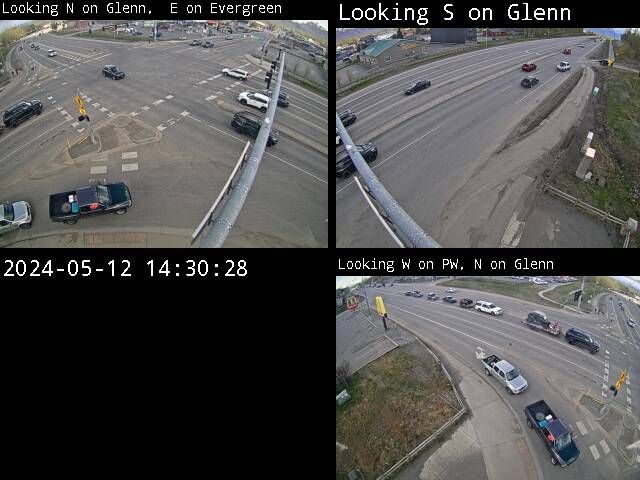 Looking N on Glenn,  E on Evergreen
Looking S on Glenn
2024-05-12 14:30:28
Looking W on PW, N on Glenn